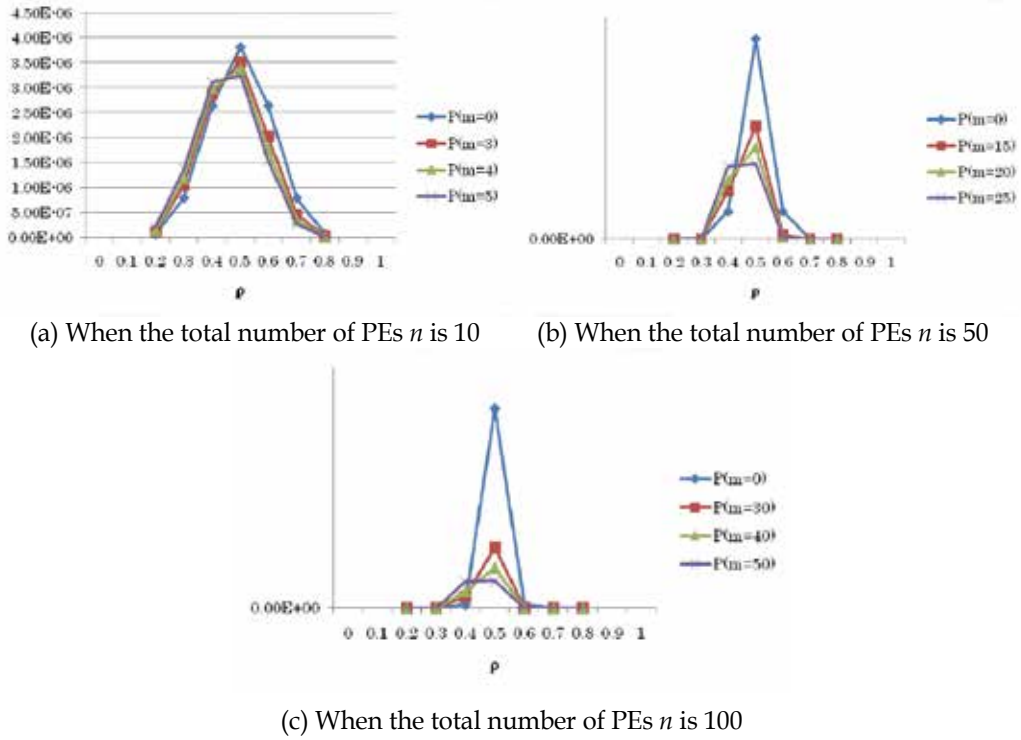 4.50E-06
4.00E-06
3.50E-06
3.00E-06
2.50E-06
2.00E-06
1.50E-06
1.00E-06
5.00E-07
0.00E+00
0 0.1 0.2 0.3 0.4 0.5 0.6 0.7 0.8 0.9 1
ρ
P(m=0)
P(m=3)
P(m=4)
P(m=5)
0.00E+00
0 0.1 0.2 0.3 0.4 0.5 0.6 0.7 0.8 0.9 1
ρ
P(m=0)
P(m=15)
P(m=20)
P(m=25)
(a) When the total number of PEs n is 10
(b) When the total number of PEs n is 50
0.00E+00
0 0.1 0.2 0.3 0.4 0.5 0.6 0.7 0.8 0.9 1
ρ
P(m=0)
P(m=30)
P(m=40)
P(m=50)
(c) When the total number of PEs n is 100